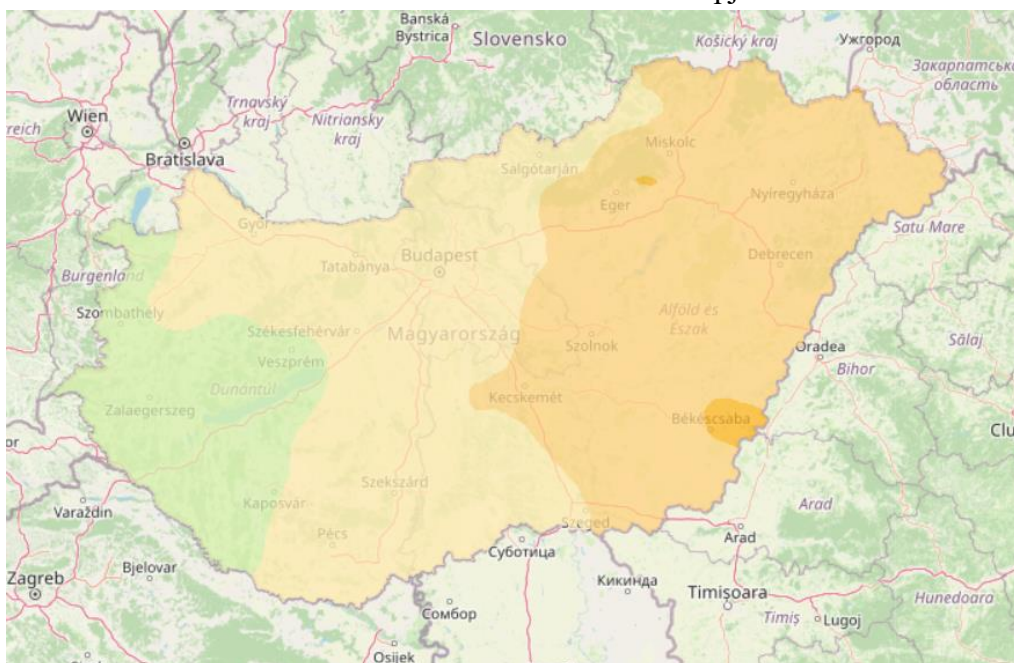 Banská
Bystrica
Slovensko
Košický kraj
Ужгород
Закарпатсь
область
Wien
Trnavský
kraj
Nitriansky
kraj
Bratislava
Salgótarján
Miskolc
Eger
Nyíregyháza
Győr
Tatabánya
Budapest
Debrecen
Satu Mare
Burgenland
Szombathely
Székesfehérvár
Magyarország
Alföld és
Észak
Veszprém
Szolnok
Oradea
Sălaj
Bihor
Dunántúl
Zalaegerszeg
Kecskemét
Békéscsaba
Clu
Kaposvár
Szekszárd
Pécs
Szeged
Varaždin
Суботица
Arad
Arad
Zagreb
Bjelovar
Сомбор
Кикинда
Timișoara
Timiș
Lugoj
Hunedoara
Osijek